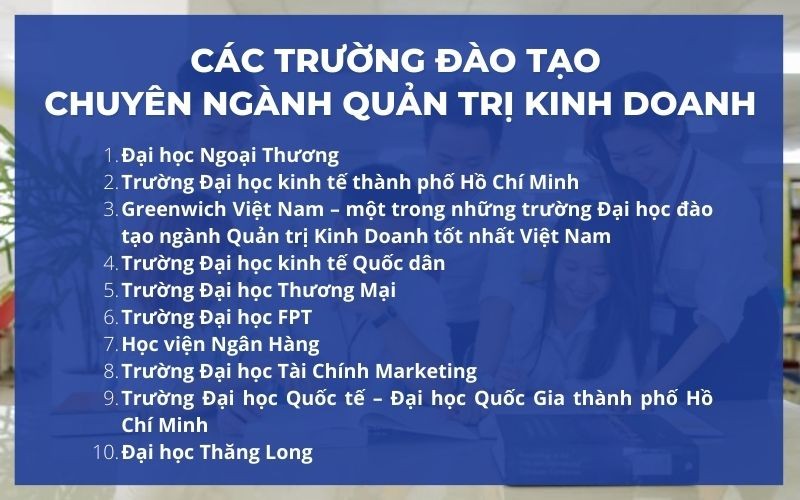 CÁC TRƯỜNG ĐÀO TẠO
CHUYÊN NGÀNH QUẢN TRỊ KINH DOANH
1. Đại học Ngoại Thương
2. Trường Đại học kinh tế thành phố Hồ Chí Minh
3. Greenwich Việt Nam – một trong những trường Đại học đào
tạo ngành Quản trị Kinh Doanh tốt nhất Việt Nam
4. Trường Đại học kinh tế Quốc dân
5. Trường Đại học Thương Mại
6. Trường Đại học FPT
7. Học viện Ngân Hàng
8. Trường Đại học Tài Chính Marketing
9. Trường Đại học Quốc tế – Đại học Quốc Gia thành phố Hồ
Chí Minh
10. Đại học Thăng Long